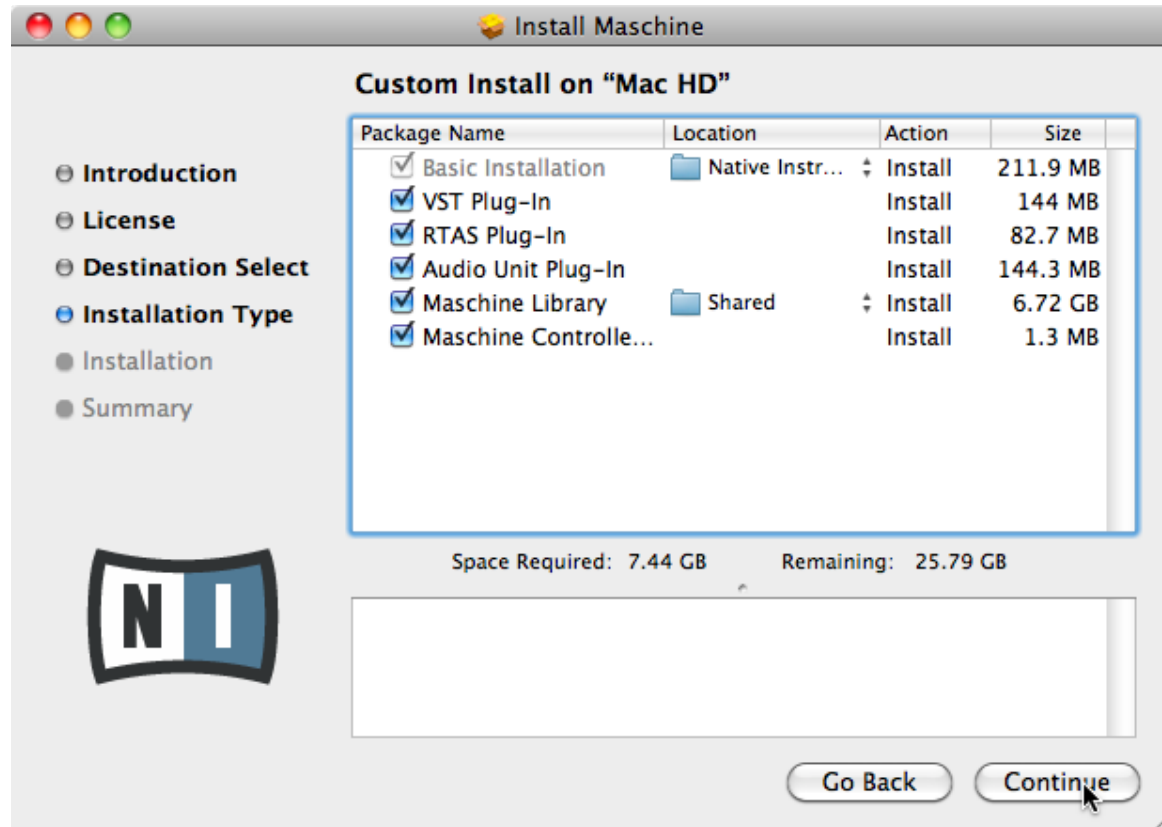 Install Maschine
Custom Install on “Mac HD”
Package Name Location Action Size
Basic Installation Native Instr... Install 211.9 MB
VST Plug-In Install 144 MB
RTAS Plug-In Install 82.7 MB
Audio Unit Plug-In Install 144.3 MB
Maschine Library Shared Install 6.72 GB
Maschine Controlle... Install 1.3 MB
Introduction
License
Destination Select
Installation Type
Installation
Summary
Space Required: 7.44 GB Remaining: 25.79 GB
N I
Go Back Continue